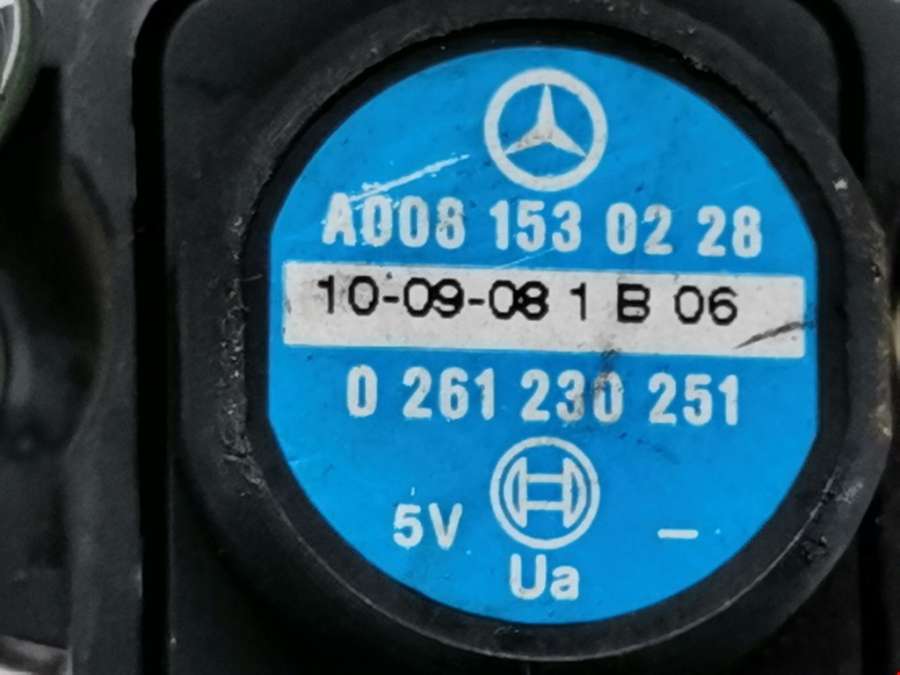 A008 153 02 28
10-09-08 1 B 06
0 261 230 251
5V –
Ua